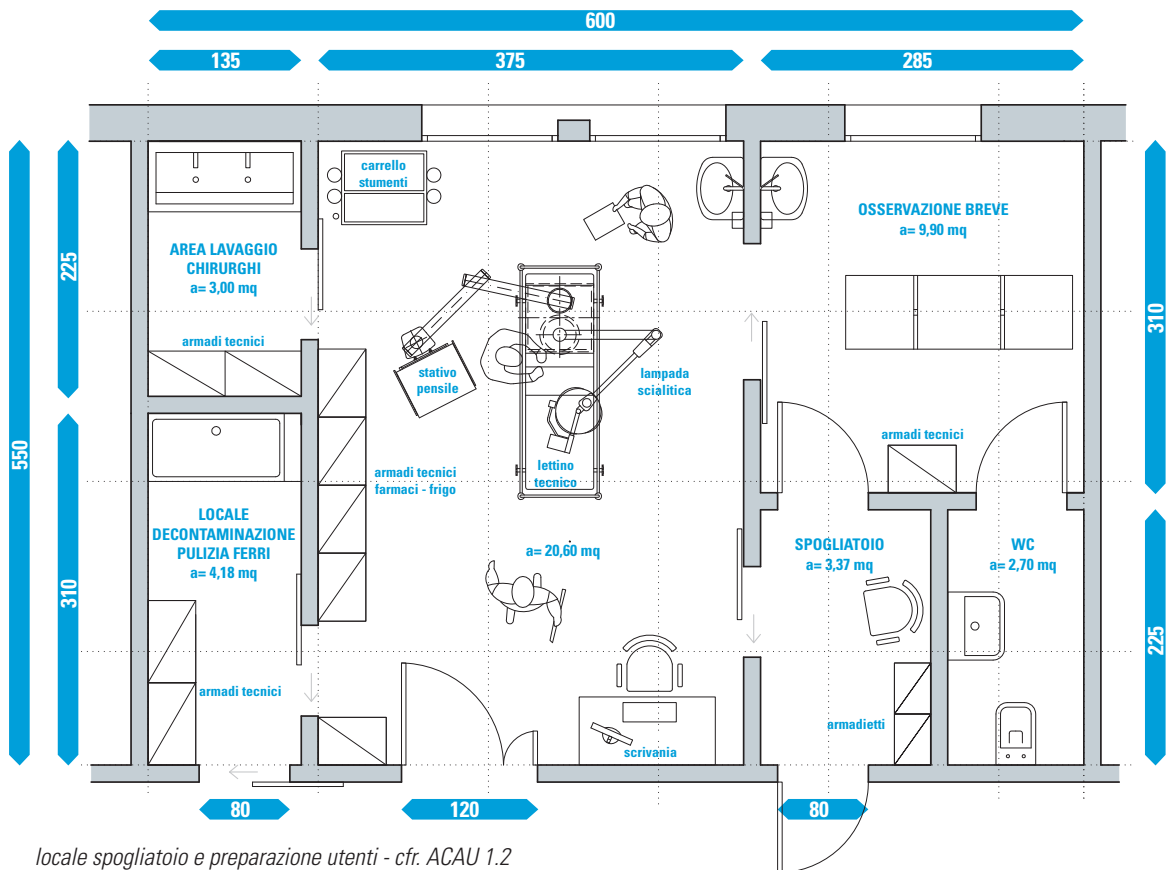 600
135
375
285
carrello
stumenti
OSSERVAZIONE BREVE
a= 9,90 mq
AREA LAVAGGIO
CHIRURGHI
a= 3,00 mq
225
310
550
armadi tecnici
stativo
pensile
lampada
scialitica
armadi tecnici
armadi tecnici
farmaci - frigo
lettino
tecnico
LOCALE
DECONTAMINAZIONE
PULIZIA FERRI
a= 4,18 mq
a= 20,60 mq
SPOGLIATOIO
a= 3,37 mq
WC
a= 2,70 mq
310
225
armadi tecnici
armadietti
scrivania
80
120
80
locale spogliatoio e preparazione utenti - cfr. ACAU 1.2